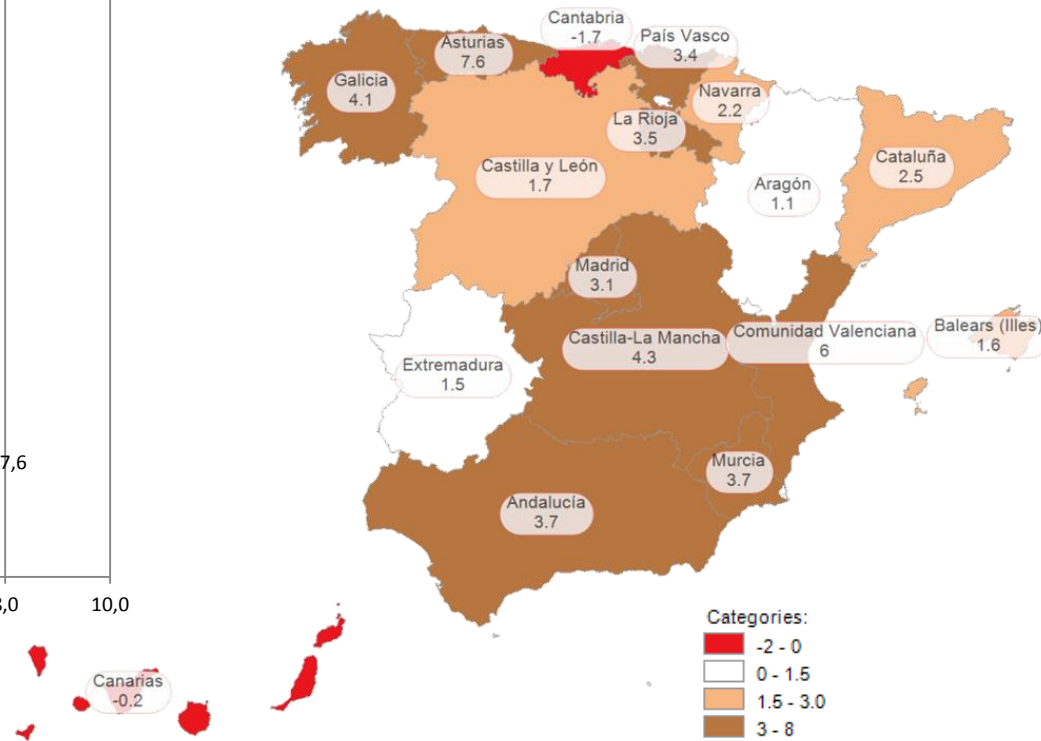 Cantabria
-1.7
País Vasco
3.4
Asturias
7.6
Galicia
4.1
Navarra
2.2
La Rioja
3.5
Castilla y León
1.7
Cataluña
2.5
Aragón
1.1
Madrid
3.1
Castilla-La Mancha
4.3
Comunidad Valenciana
6
Balears (Illes)
1.6
Extremadura
1.5
Murcia
3.7
Andalucía
3.7
7,6
10,0
Canarias
-0.2
Categories:
-2 - 0
0 - 1.5
1.5 - 3.0
3 - 8